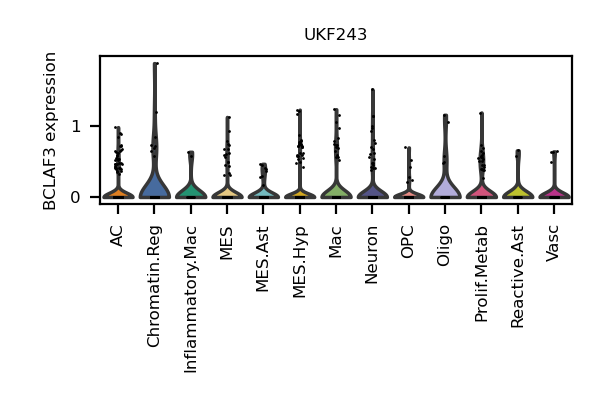 UKF243
BCLAF3 expression
1
0
AC
Chromatin.Reg
Inflammatory.Mac
MES
MES.Ast
MES.Hyp
Mac
Neuron
OPC
Oligo
Prolif.Metab
Reactive.Ast
Vasc